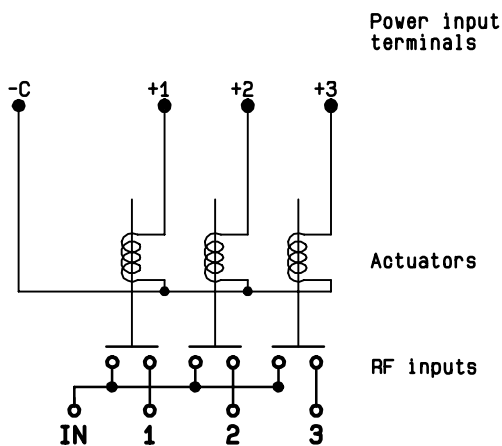 Power input
terminals
-C +1 +2 +3
Actuators
RF inputs
IN 1 2 3